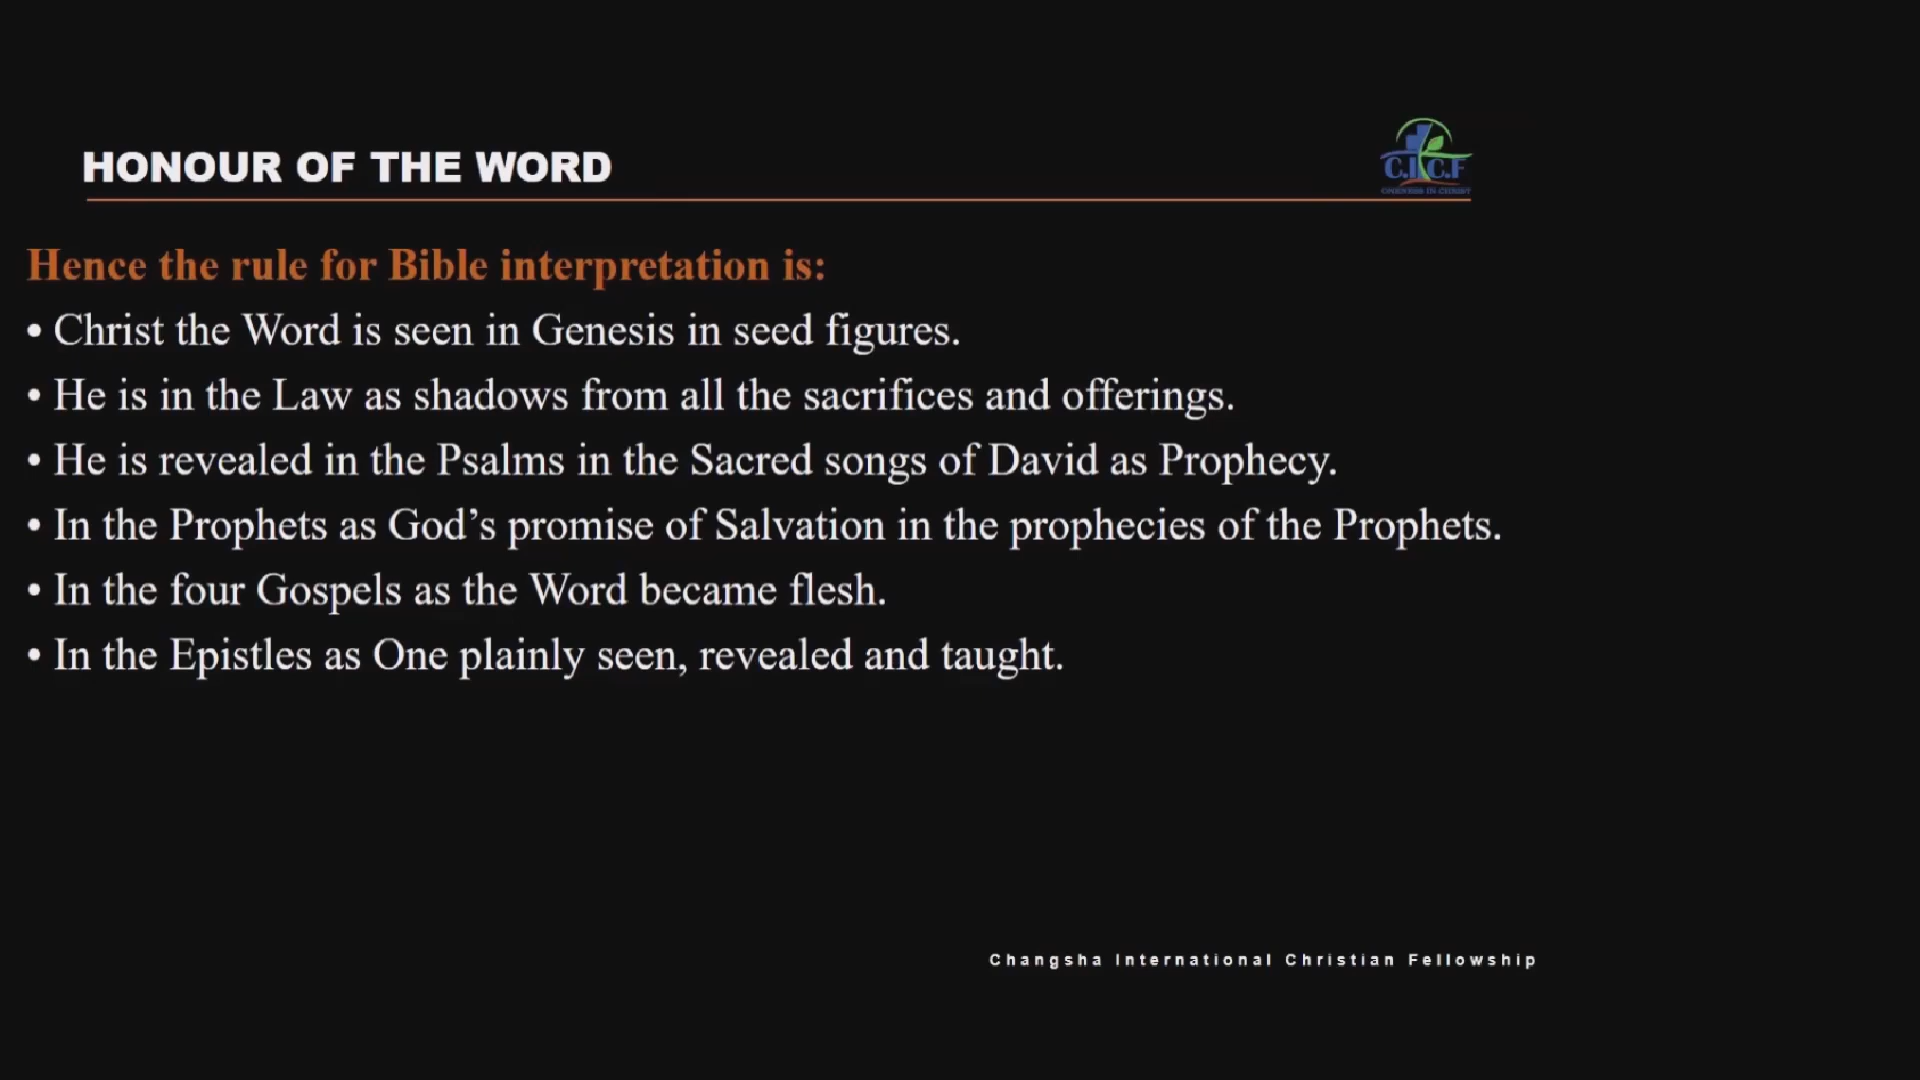 HONOUR OF THE WORD
C.I.C.F
ONENESS IN CHRIST
Hence the rule for Bible interpretation is:
• Christ the Word is seen in Genesis in seed figures.
• He is in the Law as shadows from all the sacrifices and offerings.
• He is revealed in the Psalms in the Sacred songs of David as Prophecy.
• In the Prophets as God’s promise of Salvation in the prophecies of the Prophets.
• In the four Gospels as the Word became flesh.
• In the Epistles as One plainly seen, revealed and taught.
Changsha International Christian Fellowship